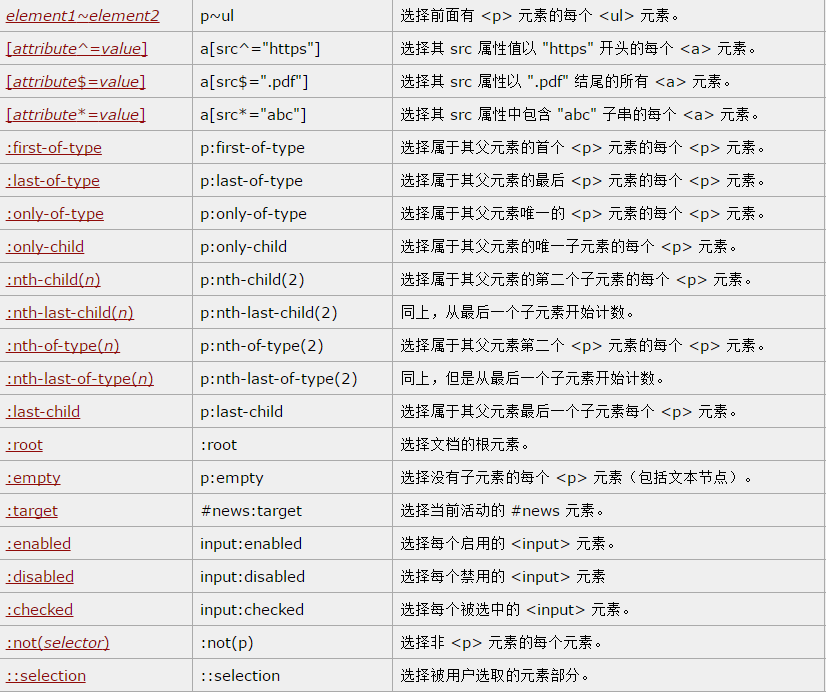 element1~element2 p~ul 选择前面有 <p> 元素的每个 <ul> 元素。
[attribute^=value] a[src^="https"] 选择其 src 属性值以 "https" 开头的每个 <a> 元素。
[attribute$=value] a[src$=".pdf"] 选择其 src 属性以 ".pdf" 结尾的所有 <a> 元素。
[attribute*=value] a[src*="abc"] 选择其 src 属性中包含 "abc" 子串的每个 <a> 元素。
:first-of-type p:first-of-type 选择属于其父元素的首个 <p> 元素的每个 <p> 元素。
:last-of-type p:last-of-type 选择属于其父元素的最后 <p> 元素的每个 <p> 元素。
:only-of-type p:only-of-type 选择属于其父元素唯一的 <p> 元素的每个 <p> 元素。
:only-child p:only-child 选择属于其父元素的唯一子元素的每个 <p> 元素。
:nth-child(n) p:nth-child(2) 选择属于其父元素的第二个子元素的每个 <p> 元素。
:nth-last-child(n) p:nth-last-child(2) 同上，从最后一个子元素开始计数。
:nth-of-type(n) p:nth-of-type(2) 选择属于其父元素第二个 <p> 元素的每个 <p> 元素。
:nth-last-of-type(n) p:nth-last-of-type(2) 同上，但是从最后一个子元素开始计数。
:last-child p:last-child 选择属于其父元素最后一个子元素每个 <p> 元素。
:root :root 选择文档的根元素。
:empty p:empty 选择没有子元素的每个 <p> 元素（包括文本节点）。
:target #news:target 选择当前活动的 #news 元素。
:enabled input:enabled 选择每个启用的 <input> 元素。
:disabled input:disabled 选择每个禁用的 <input> 元素
:checked input:checked 选择每个被选中的 <input> 元素。
:not(selector) :not(p) 选择非 <p> 元素的每个元素。
::selection ::selection 选择被用户选取的元素部分。